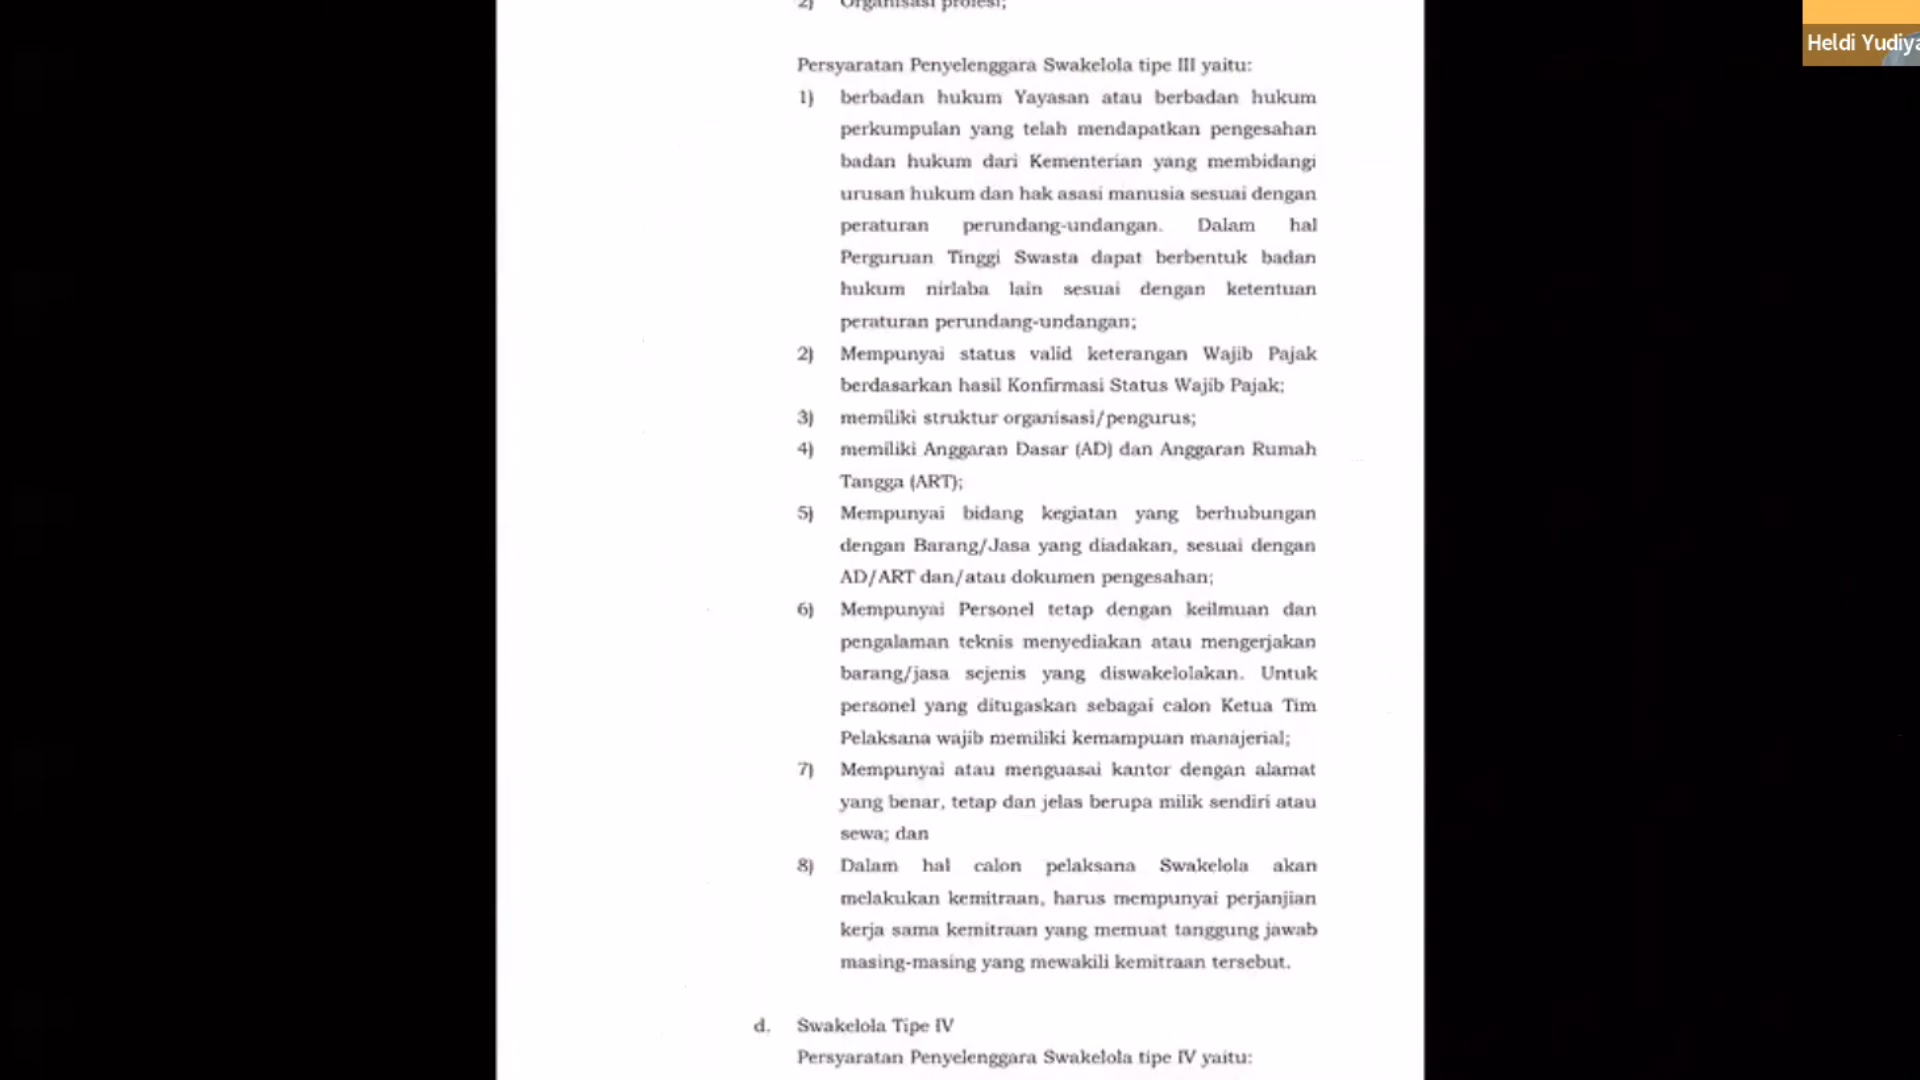 2) Organisasi profesi;
Heldi Yudiya
Persyaratan Penyelenggara Swakelola tipe III yaitu:
1) berbadan hukum Yayasan atau berbadan hukum
perkumpulan yang telah mendapatkan pengesahan
badan hukum dari Kementerian yang membidangi
urusan hukum dan hak asasi manusia sesuai dengan
peraturan perundang-undangan. Dalam hal
Perguruan Tinggi Swasta dapat berbentuk badan
hukum nirlaba lain sesuai dengan ketentuan
peraturan perundang-undangan;
2) Mempunyai status valid keterangan Wajib Pajak
berdasarkan hasil Konfirmasi Status Wajib Pajak;
3) memiliki struktur organisasi/pengurus;
4) memiliki Anggaran Dasar (AD) dan Anggaran Rumah
Tangga (ART);
5) Mempunyai bidang kegiatan yang berhubungan
dengan Barang/Jasa yang diadakan, sesuai dengan
AD/ART dan/atau dokumen pengesahan;
6) Mempunyai Personel tetap dengan keilmuan dan
pengalaman teknis menyediakan atau mengerjakan
barang/jasa sejenis yang diswakelolakan. Untuk
personel yang ditugaskan sebagai calon Ketua Tim
Pelaksana wajib memiliki kemampuan manajerial;
7) Mempunyai atau menguasai kantor dengan alamat
yang benar, tetap dan jelas berupa milik sendiri atau
sewa; dan
8) Dalam hal calon pelaksana Swakelola akan
melakukan kemitraan, harus mempunyai perjanjian
kerja sama kemitraan yang memuat tanggung jawab
masing-masing yang mewakili kemitraan tersebut.
d. Swakelola Tipe IV
Persyaratan Penyelenggara Swakelola tipe IV yaitu: